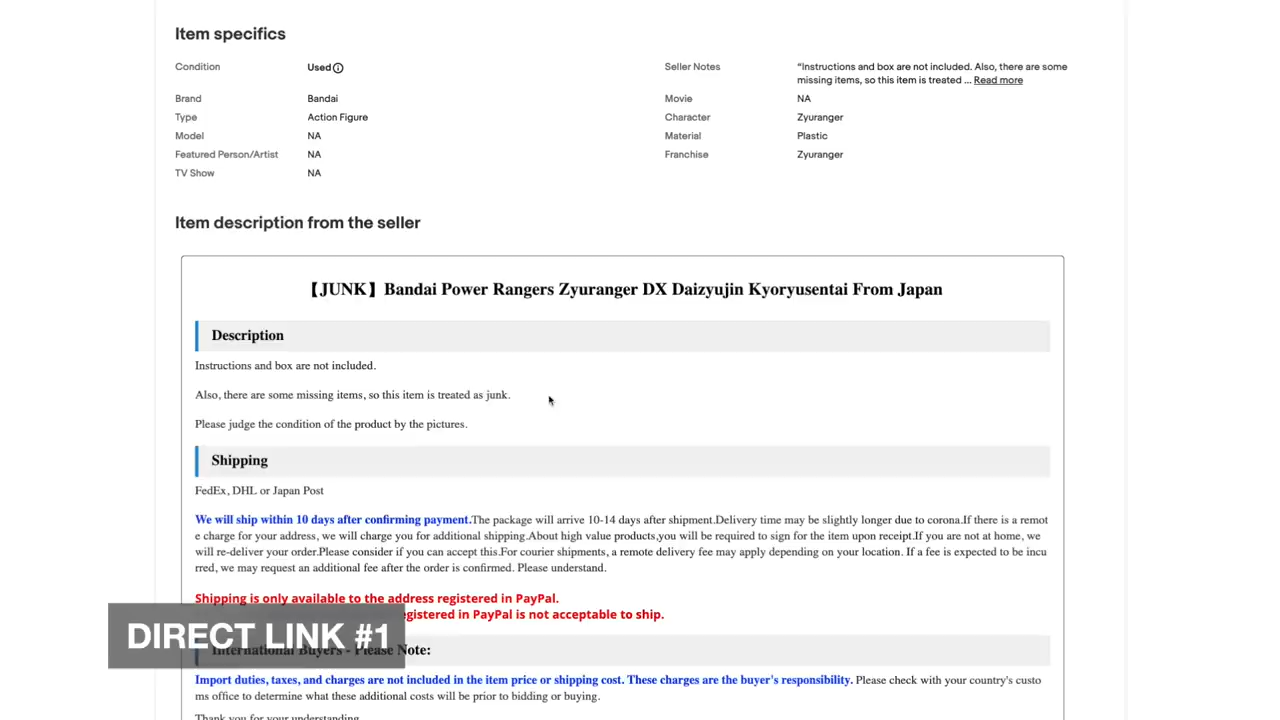 Item specifics
Condition
Used
Seller Notes
“Instructions and box are not included. Also, there are some
missing items, so this item is treated ... Read more
Brand
Bandai
Movie
NA
Type
Action Figure
Character
Zyuranger
Model
NA
Material
Plastic
Featured Person/Artist
NA
Franchise
Zyuranger
TV Show
NA
Item description from the seller
【JUNK】Bandai Power Rangers Zyuranger DX Daizyujin Kyoryusentai From Japan
Description
Instructions and box are not included.
Also, there are some missing items, so this item is treated as junk.
Please judge the condition of the product by the pictures.
Shipping
FedEx, DHL or Japan Post
We will ship within 10 days after confirming payment.The package will arrive 10-14 days after shipment.Delivery time may be slightly longer due to corona.If there is a remot
e charge for your address, we will charge you for additional shipping.About high value products,you will be required to sign for the item upon receipt.If you are not at home, we
will re-deliver your order.Please consider if you can accept this.For courier shipments, a remote delivery fee may apply depending on your location. If a fee is expected to be incu
rred, we may request an additional fee after the order is confirmed. Please understand.
Shipping is only available to the address registered in PayPal.
egistered in PayPal is not acceptable to ship.
DIRECT LINK #1
International Buyers - Please Note:
Import duties, taxes, and charges are not included in the item price or shipping cost. These charges are the buyer's responsibility. Please check with your country's custo
ms office to determine what these additional costs will be prior to bidding or buying.
Thank you for your understanding.